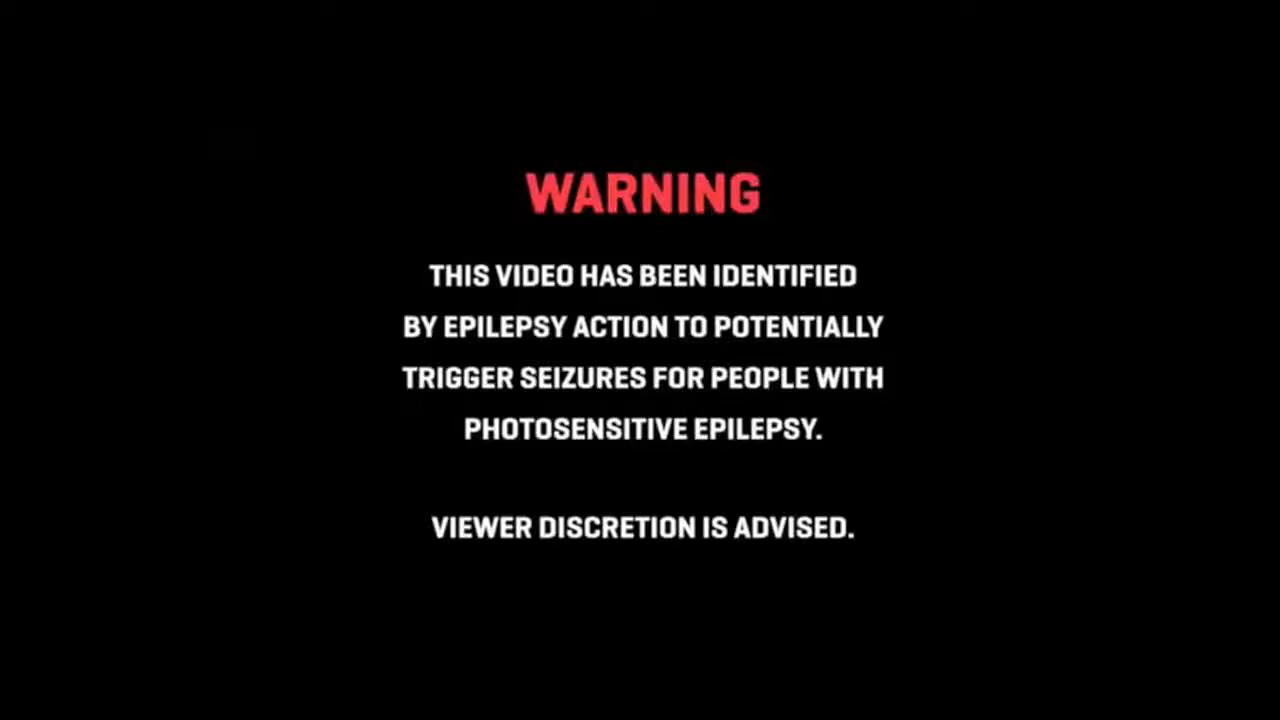 WARNING
THIS VIDEO HAS BEEN IDENTIFIED
BY EPILEPSY ACTION TO POTENTIALLY
TRIGGER SEIZURES FOR PEOPLE WITH
PHOTOSENSITIVE EPILEPSY.
VIEWER DISCRETION IS ADVISED.